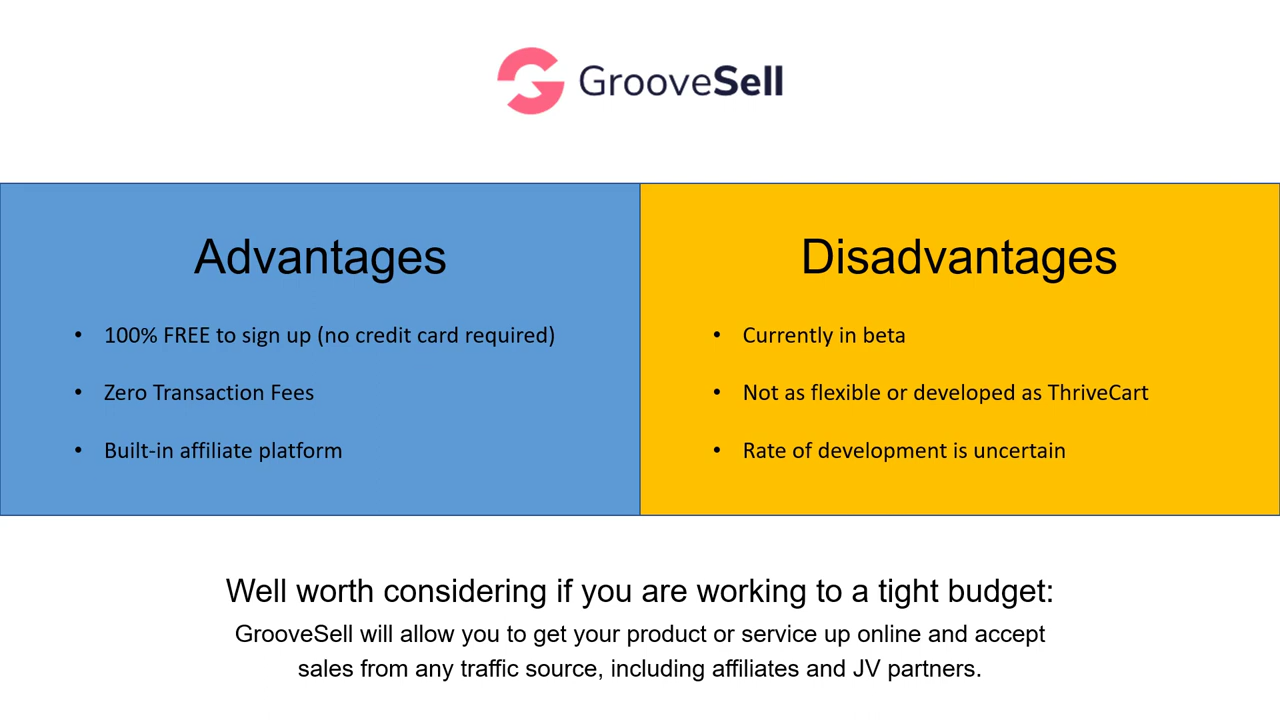 GrooveSell
Advantages
• 100% FREE to sign up (no credit card required)
• Zero Transaction Fees
• Built-in affiliate platform
Disadvantages
• Currently in beta
• Not as flexible or developed as ThriveCart
• Rate of development is uncertain
Well worth considering if you are working to a tight budget:
GrooveSell will allow you to get your product or service up online and accept
sales from any traffic source, including affiliates and JV partners.